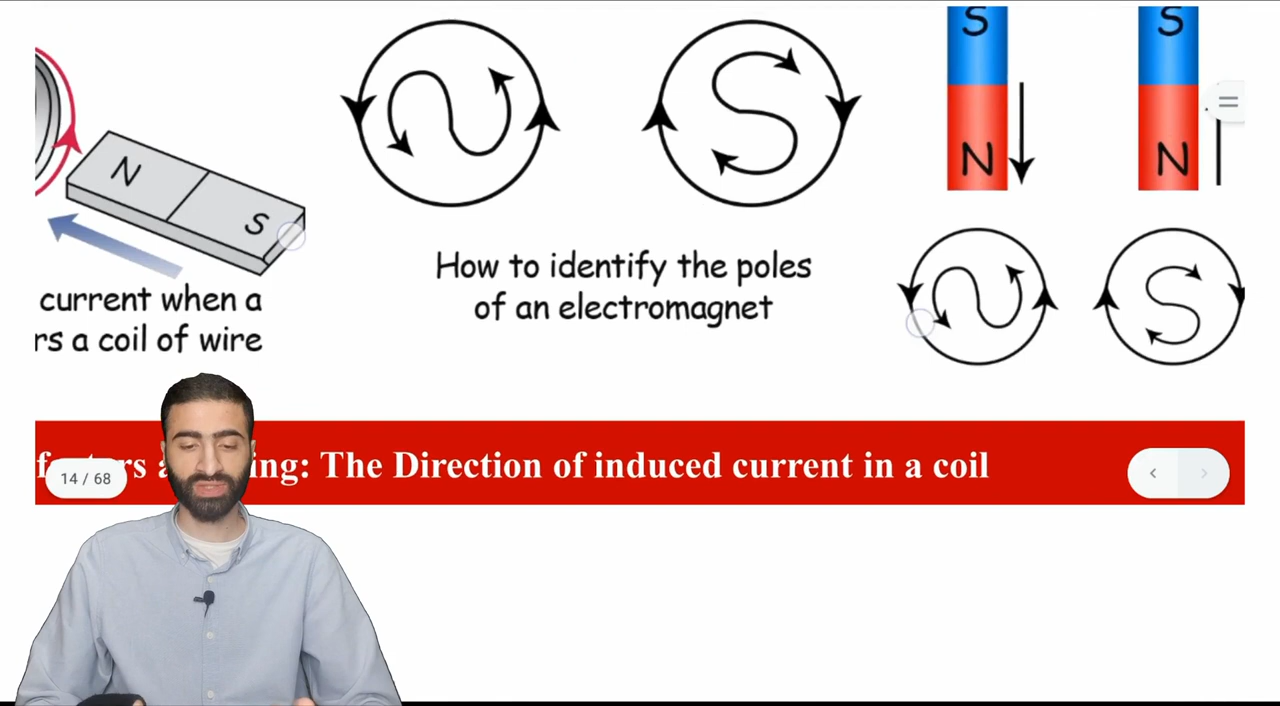 N
S
current when a
rs a coil of wire
N
S
How to identify the poles
of an electromagnet
S
N
S
N
N
S
ing: The Direction of induced current in a coil
14 / 68